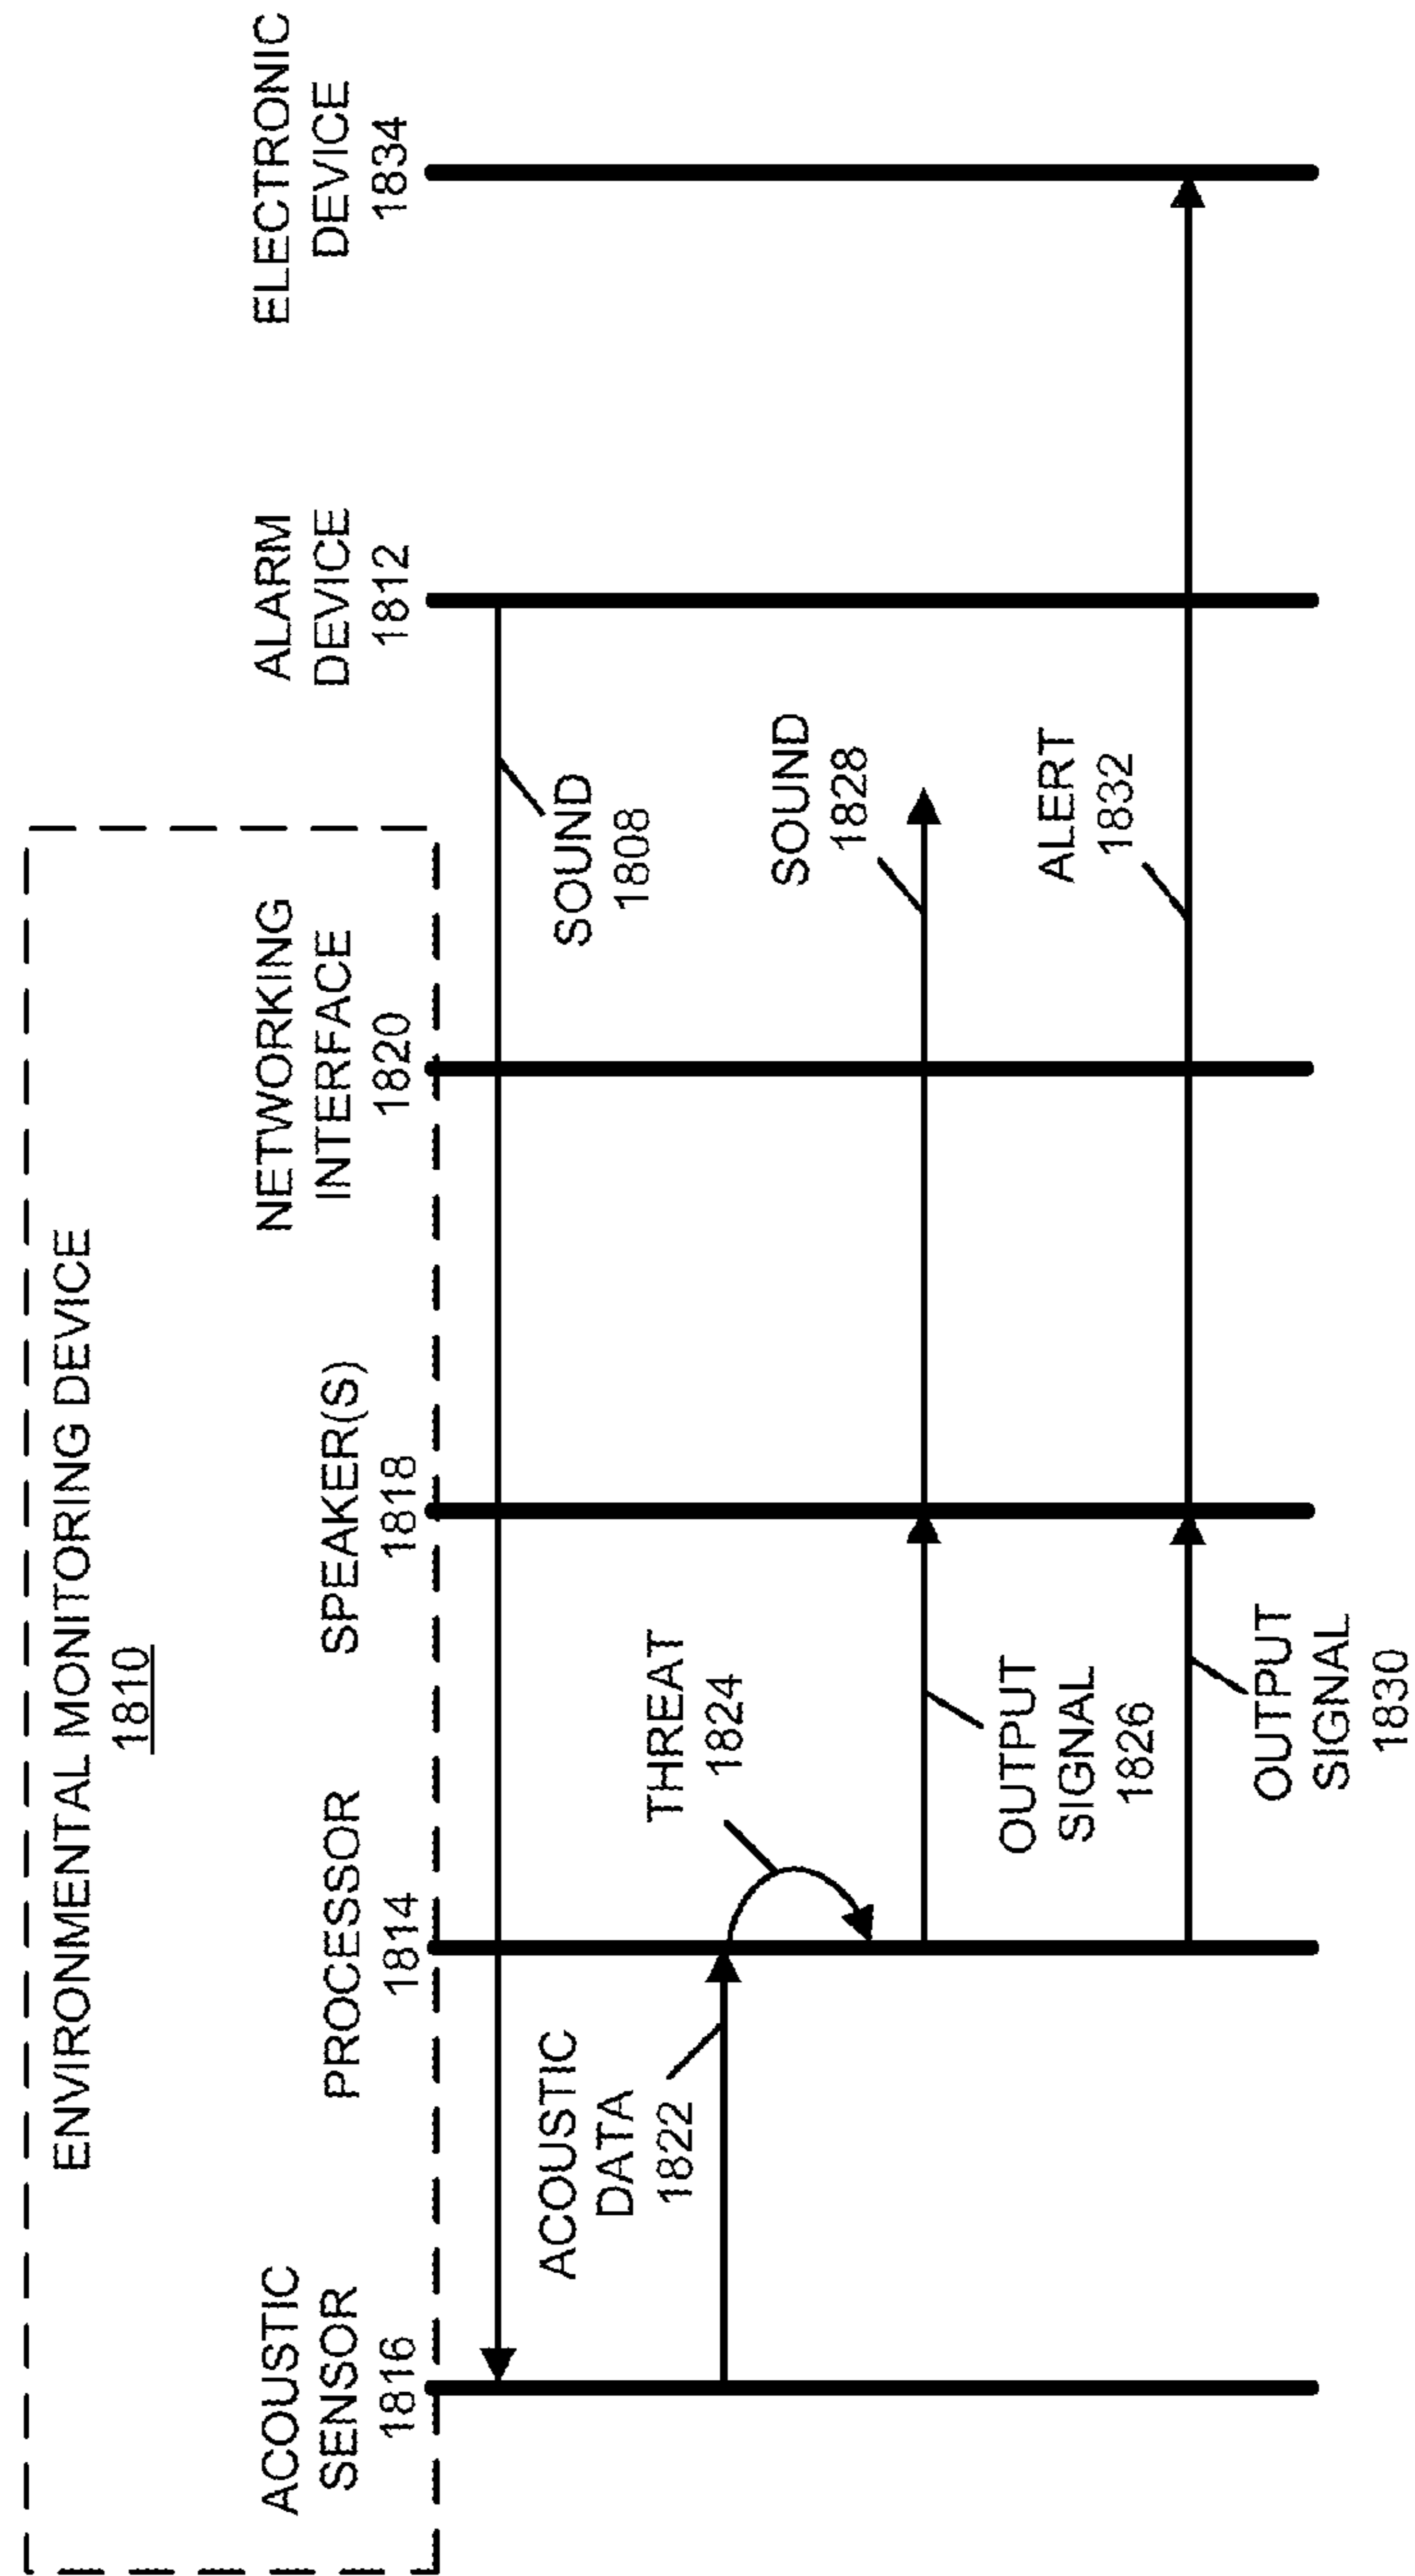 ENVIRONMENTAL MONITORING DEVICE
1810
ACOUSTIC
SENSOR
1816
PROCESSOR
1814
SPEAKER(S)
1818
NETWORKING
INTERFACE
1820
ALARM
DEVICE
1812
ELECTRONIC
DEVICE
1834
SOUND
1808
ACOUSTIC
DATA
1822
THREAT
1824
SOUND
1828
OUTPUT
SIGNAL
1826
ALERT
1832
OUTPUT
SIGNAL
1830